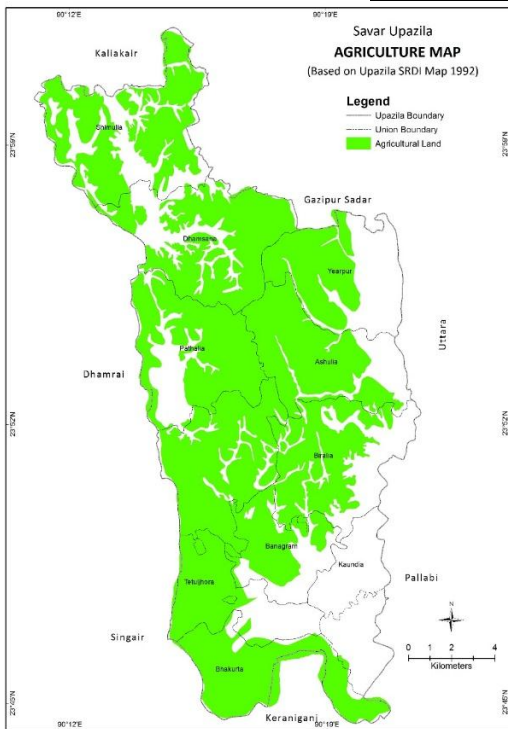 90°12'E
90°19'E
Savar Upazila
AGRICULTURE MAP
(Based on Upazila SRDI Map 1992)
Legend
Upazila Boundary
Union Boundary
Agricultural Land
Kaliakair
Shimulia
23°59'N
23°59'N
Gazipur Sadar
Dhamsana
Yearpur
Uttara
Pathalia
Ashulia
Dhamrai
23°52'N
23°52'N
Biralia
Banagram
Kaundia
Pallabi
Tetuljhora
N
Singair
0 1 2 4
Kilometers
Bhakurta
23°45'N
23°45'N
Keraniganj
90°12'E
90°19'E